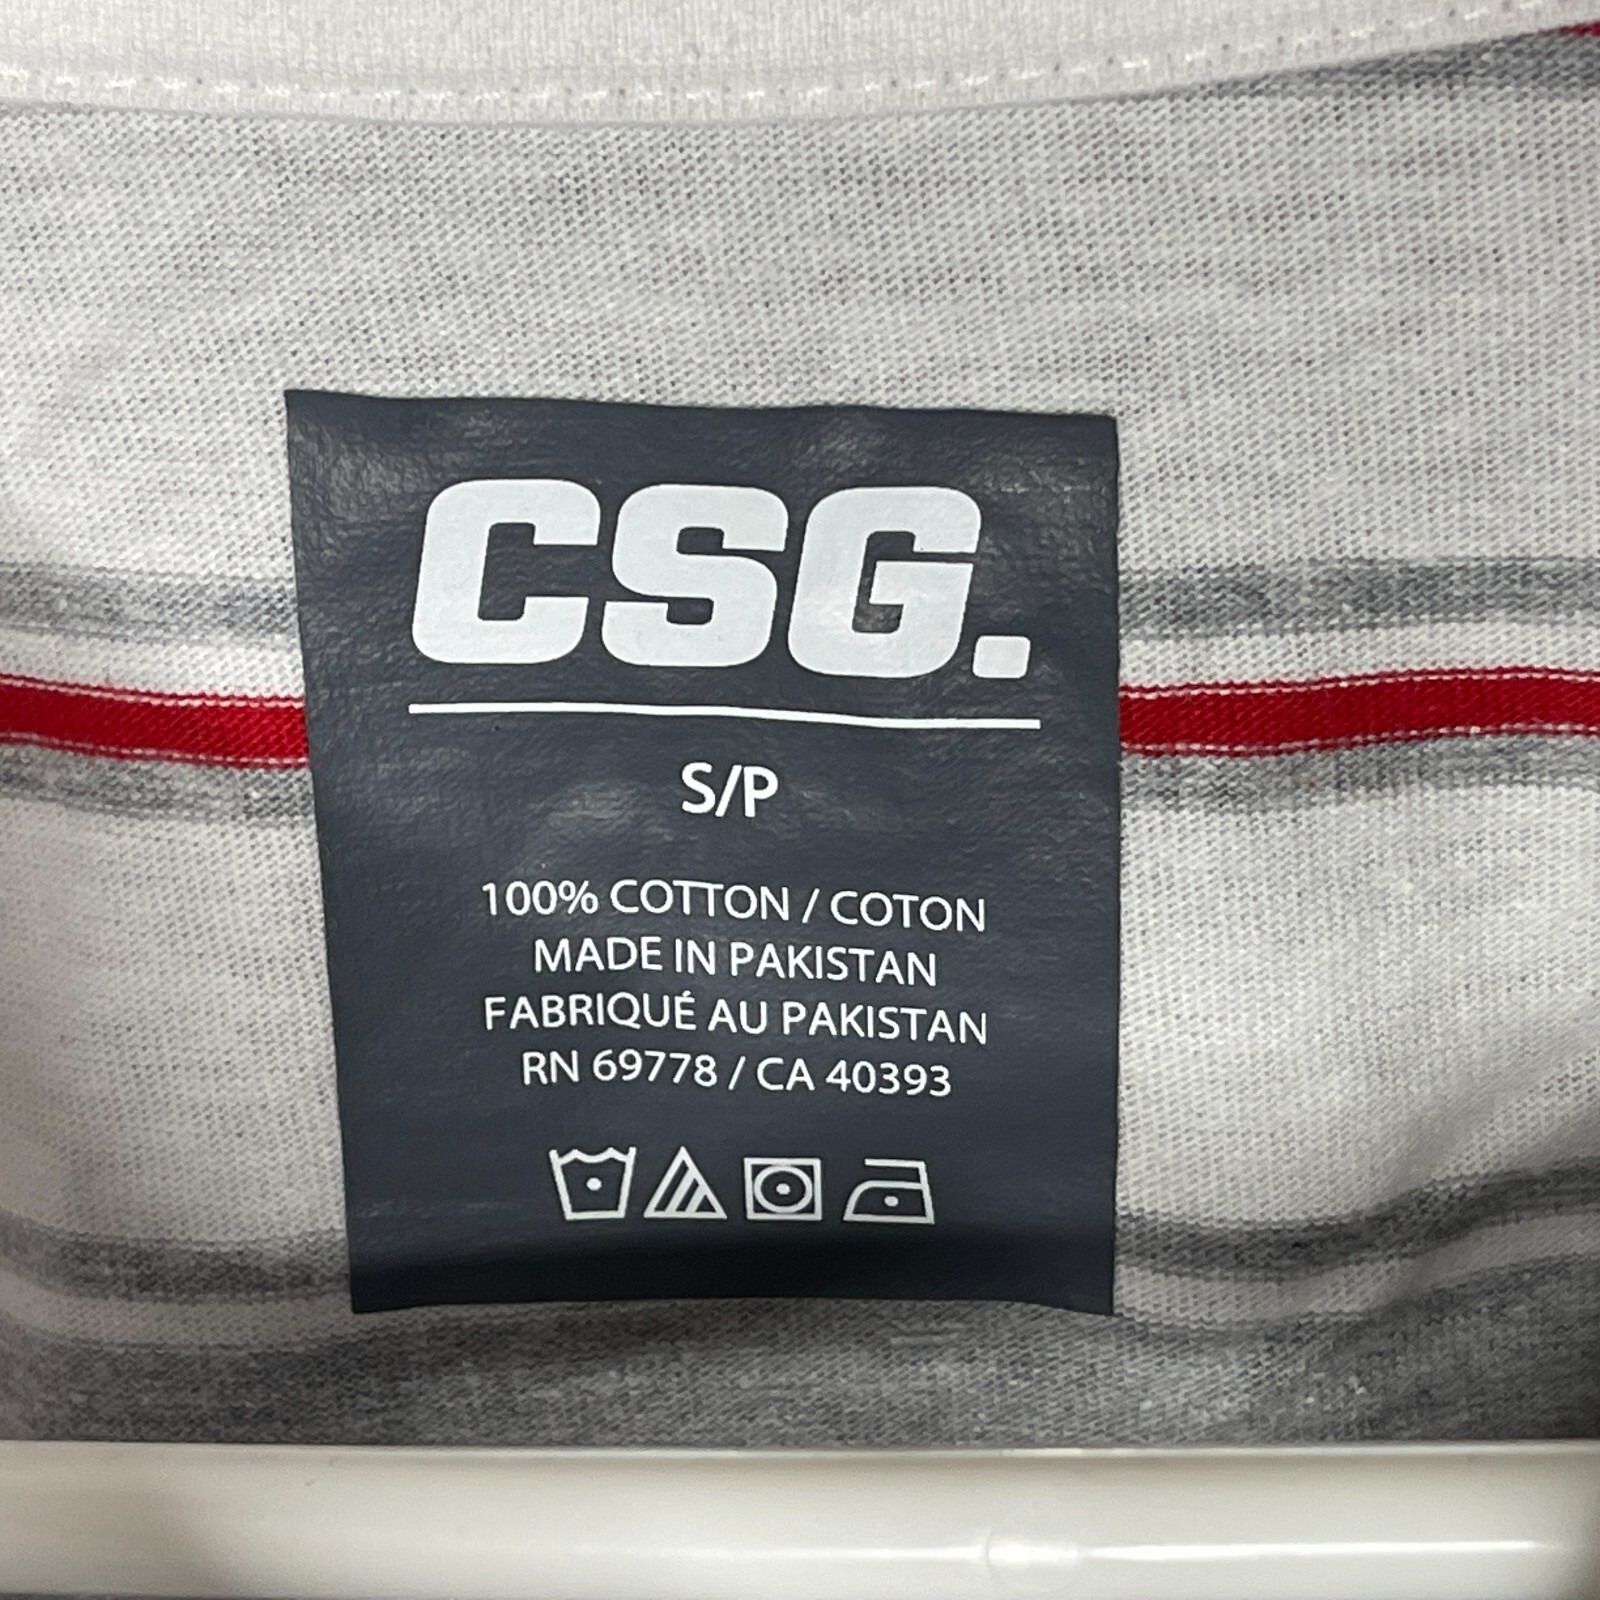 CSG.
S/P
100% COTTON / COTON
MADE IN PAKISTAN
FABRIQUÉ AU PAKISTAN
RN 69778 / CA 40393